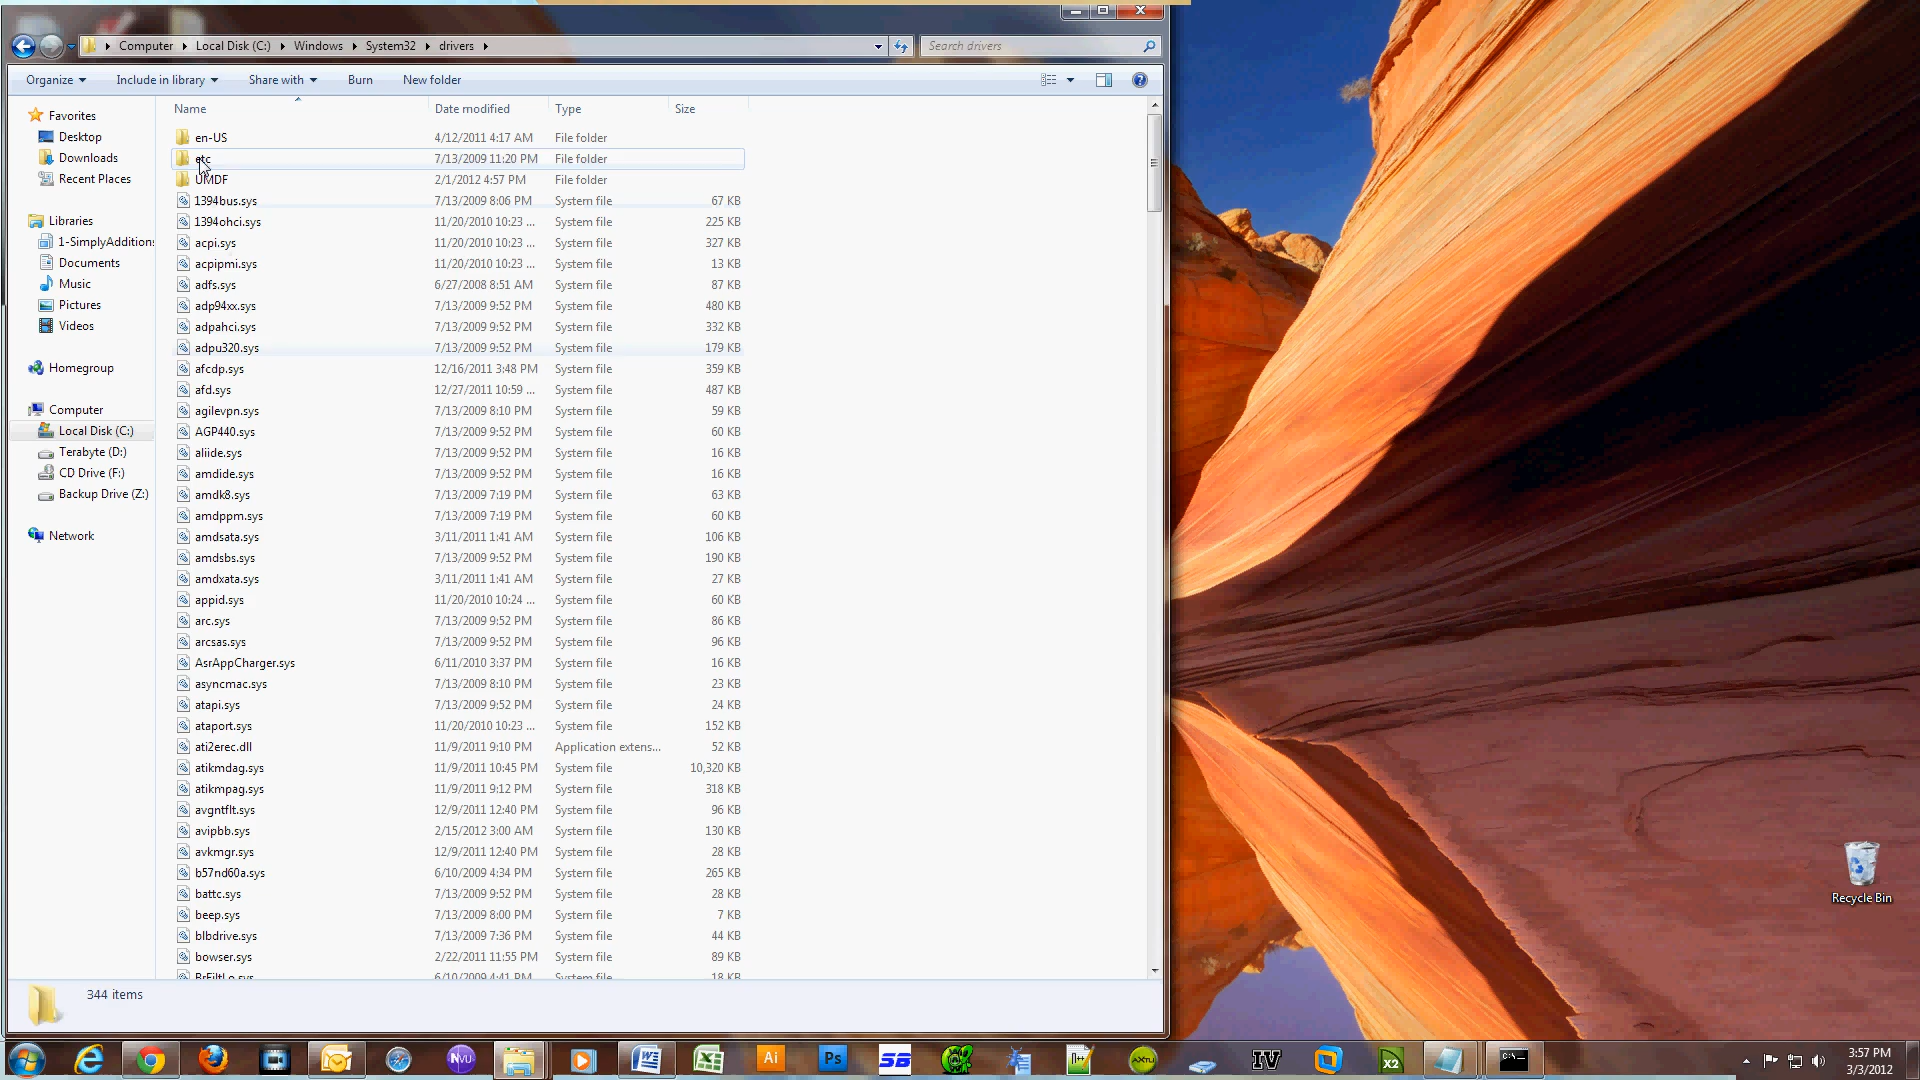 Computer Local Disk (C:) Windows System32 drivers
Search drivers
Organize Include in library Share with Burn New folder
Name Date modified Type Size
Favorites
Desktop
Downloads
Recent Places
Libraries
1-SimplyAdditions
Documents
Music
Pictures
Videos
Homegroup
Computer
Local Disk (C:)
Terabyte (D:)
CD Drive (F:)
Backup Drive (Z:)
Network
en-US 4/12/2011 4:17 AM File folder
etc 7/13/2009 11:20 PM File folder
UMDF 2/1/2012 4:57 PM File folder
1394bus.sys 7/13/2009 8:06 PM System file 67 KB
1394ohci.sys 11/20/2010 10:23 ... System file 225 KB
acpi.sys 11/20/2010 10:23 ... System file 327 KB
acpipmi.sys 11/20/2010 10:23 ... System file 13 KB
adfs.sys 6/27/2008 8:51 AM System file 87 KB
adp94xx.sys 7/13/2009 9:52 PM System file 480 KB
adpahci.sys 7/13/2009 9:52 PM System file 332 KB
adpu320.sys 7/13/2009 9:52 PM System file 179 KB
afcdp.sys 12/16/2011 3:48 PM System file 359 KB
afd.sys 12/27/2011 10:59 ... System file 487 KB
agilevpn.sys 7/13/2009 8:10 PM System file 59 KB
AGP440.sys 7/13/2009 9:52 PM System file 60 KB
aliide.sys 7/13/2009 9:52 PM System file 16 KB
amdide.sys 7/13/2009 9:52 PM System file 16 KB
amdk8.sys 7/13/2009 7:19 PM System file 63 KB
amdppm.sys 7/13/2009 7:19 PM System file 60 KB
amdsata.sys 3/11/2011 1:41 AM System file 106 KB
amdsbs.sys 7/13/2009 9:52 PM System file 190 KB
amdxata.sys 3/11/2011 1:41 AM System file 27 KB
appid.sys 11/20/2010 10:24 ... System file 60 KB
arc.sys 7/13/2009 9:52 PM System file 86 KB
arcsas.sys 7/13/2009 9:52 PM System file 96 KB
AsrAppCharger.sys 6/11/2010 3:37 PM System file 16 KB
asyncmac.sys 7/13/2009 8:10 PM System file 23 KB
atapi.sys 7/13/2009 9:52 PM System file 24 KB
ataport.sys 11/20/2010 10:23 ... System file 152 KB
ati2erec.dll 11/9/2011 9:10 PM Application extens... 52 KB
atikmdag.sys 11/9/2011 10:45 PM System file 10,320 KB
atikmpag.sys 11/9/2011 9:12 PM System file 318 KB
avgntflt.sys 12/9/2011 12:40 PM System file 96 KB
avipbb.sys 2/15/2012 3:00 AM System file 130 KB
avkmgr.sys 12/9/2011 12:40 PM System file 28 KB
b57nd60a.sys 6/10/2009 4:34 PM System file 265 KB
battc.sys 7/13/2009 9:52 PM System file 28 KB
beep.sys 7/13/2009 8:00 PM System file 7 KB
blbdrive.sys 7/13/2009 7:36 PM System file 44 KB
bowser.sys 2/22/2011 11:55 PM System file 89 KB
BrFiltLo.sys 6/10/2009 4:41 PM System file 18 KB
344 items
Recycle Bin
NVU
Ai
Ps
SB
n++
AXTU
IV
X2
C:\
3:57 PM
3/3/2012